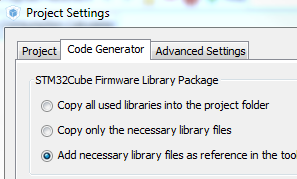 Project Settings
Project Code Generator Advanced Settings
STM32Cube Firmware Library Package
Copy all used libraries into the project folder
Copy only the necessary library files
Add necessary library files as reference in the